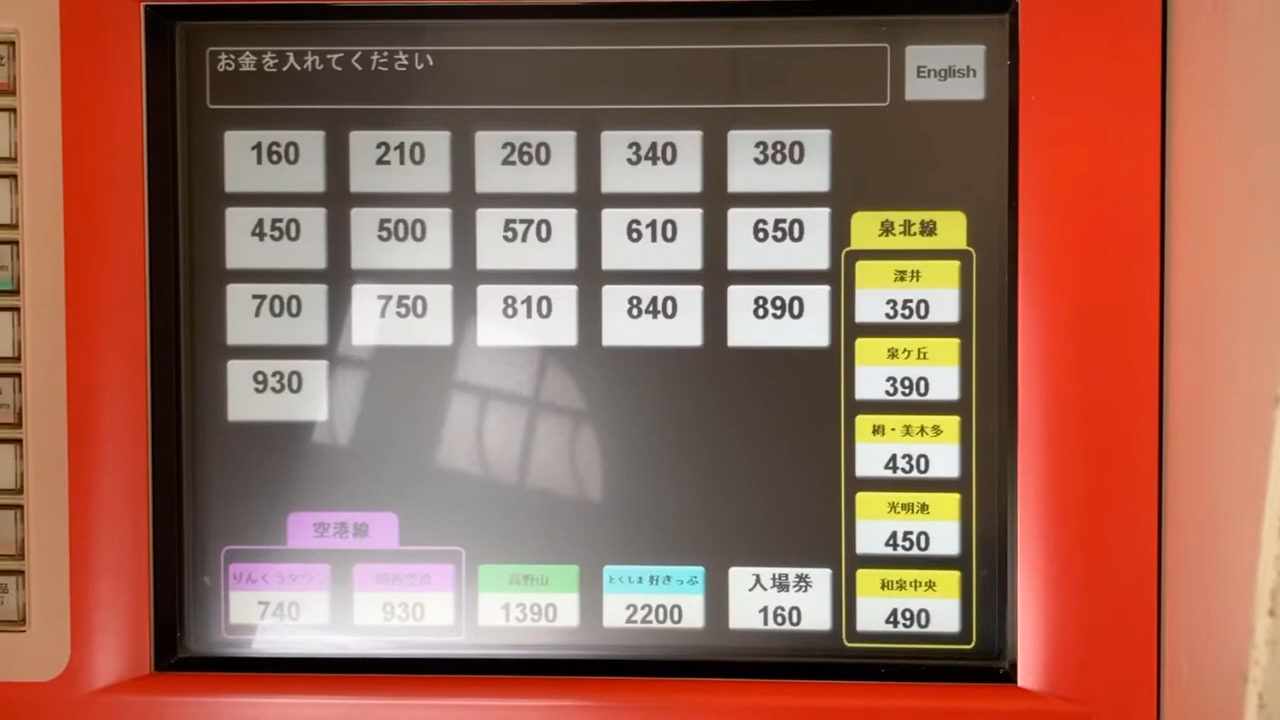 お金を入れてください
English
160 210 260 340 380
450 500 570 610 650
700 750 810 840 890
930
泉北線
深井
350
泉ケ丘
390
栂・美木多
430
光明池
450
和泉中央
490
空港線
りんくうタウン
740
関西空港
930
高野山
1390
とくしま好きっぷ
2200
入場券
160